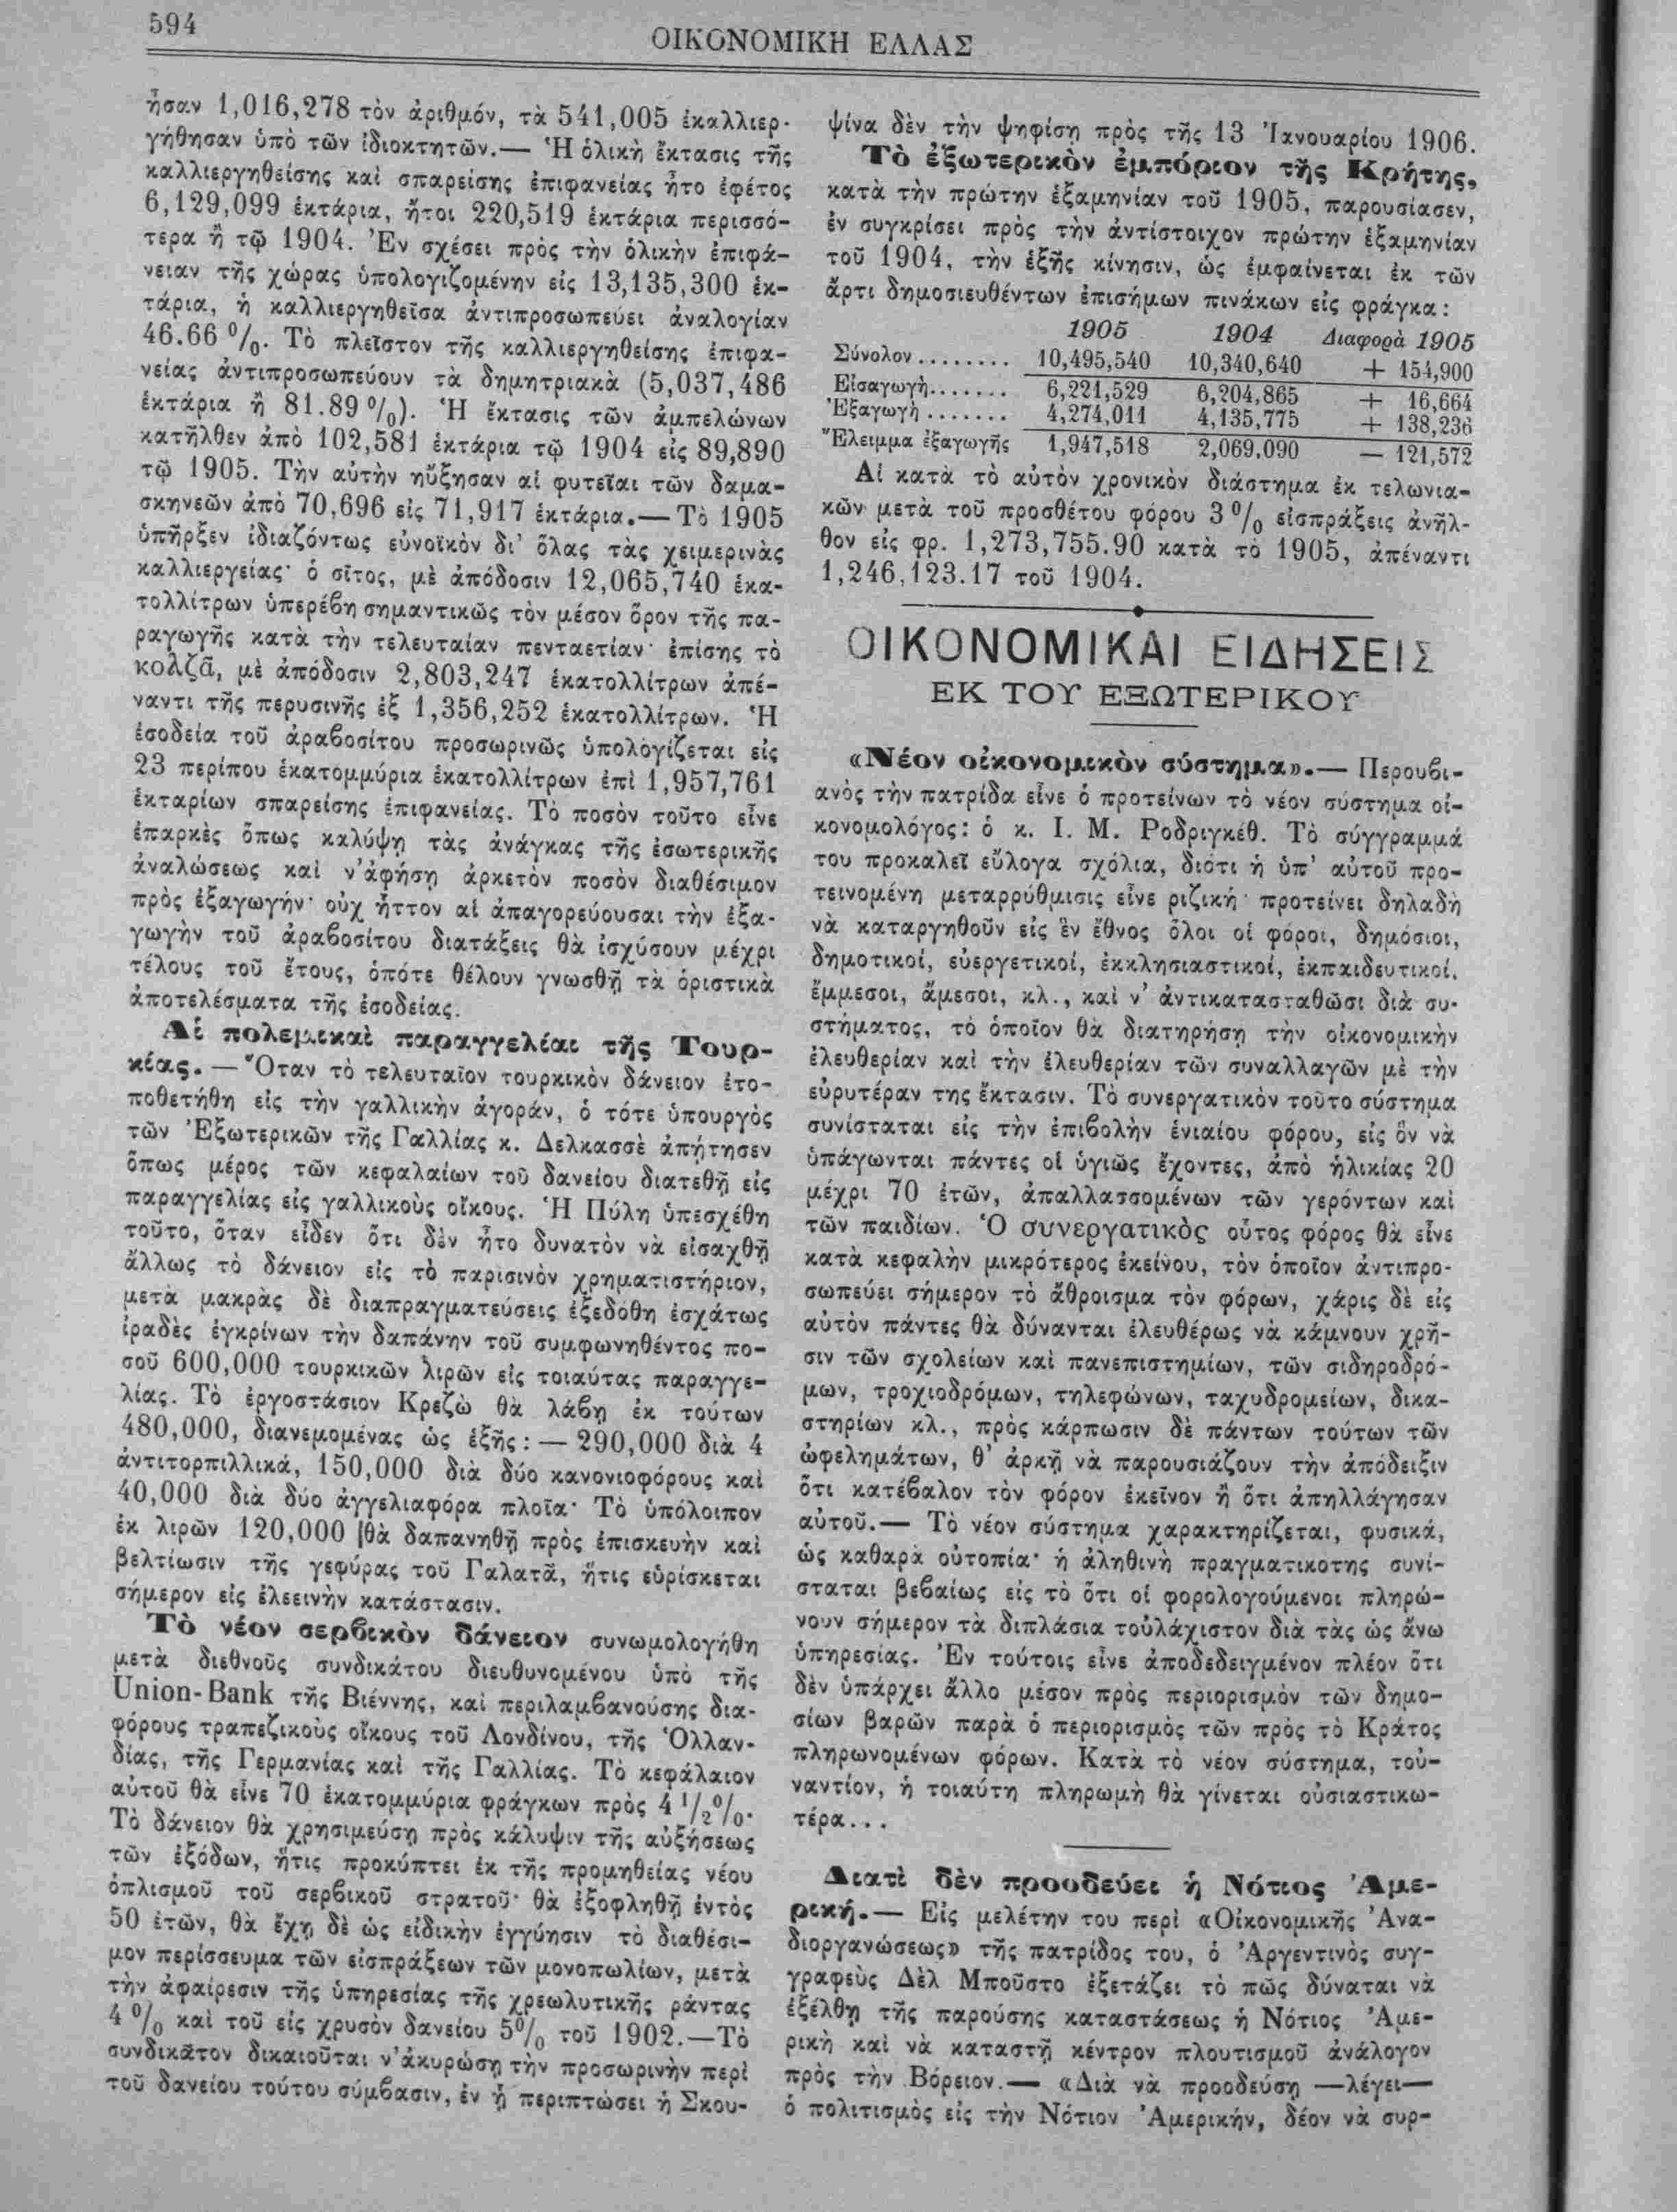 594
ΟΙΚΟΝΟΜΙΚΗ ΕΛΛΑΣ
ἦσαν 1,016,278 τὸν ἀριθμόν, τὰ 541,005 ἐκαλλιερ-
γήθησαν ὑπὸ τῶν ἰδιοκτητῶν.— Ἡ ὁλικὴ ἔκτασις τῆς
καλλιεργηθείσης καὶ σπαρείσης ἐπιφανείας ἦτο ἐφέτος
6,129,099 ἑκτάρια, ἤτοι 220,519 ἑκτάρια περισσό-
τερα ἢ τῷ 1904. Ἐν σχέσει πρὸς τὴν ὁλικὴν ἐπιφά-
νειαν τῆς χώρας ὑπολογιζομένην εἰς 13,135,300 ἑκ-
τάρια, ἡ καλλιεργηθεῖσα ἀντιπροσωπεύει ἀναλογίαν
46.66 %. Τὸ πλεῖστον τῆς καλλιεργηθείσης ἐπιφα-
νείας ἀντιπροσωπεύουν τὰ δημητριακὰ (5,037,486
ἑκτάρια ἢ 81.89 %). Ἡ ἔκτασις τῶν ἀμπελώνων
κατῆλθεν ἀπὸ 102,581 ἑκτάρια τῷ 1904 εἰς 89,890
τῷ 1905. Τὴν αὐτὴν ηὔξησαν αἱ φυτεῖαι τῶν δαμα-
σκηνεῶν ἀπὸ 70,696 εἰς 71,917 ἑκτάρια.— Τὸ 1905
ὑπῆρξεν ἰδιαζόντως εὐνοϊκὸν δι' ὅλας τὰς χειμερινὰς
καλλιεργείας· ὁ σῖτος, μὲ ἀπόδοσιν 12,065,740 ἑκα-
τολλίτρων ὑπερέβη σημαντικῶς τὸν μέσον ὅρον τῆς πα-
ραγωγῆς κατὰ τὴν τελευταίαν πενταετίαν· ἐπίσης τὸ
κολζᾶ, μὲ ἀπόδοσιν 2,803,247 ἑκατολλίτρων ἀπέ-
ναντι τῆς περυσινῆς ἐξ 1,356,252 ἑκατολλίτρων. Ἡ
ἐσοδεία τοῦ ἀραβοσίτου προσωρινῶς ὑπολογίζεται εἰς
23 περίπου ἑκατομμύρια ἑκατολλίτρων ἐπὶ 1,957,761
ἑκταρίων σπαρείσης ἐπιφανείας. Τὸ ποσὸν τοῦτο εἶνε
ἐπαρκὲς ὅπως καλύψῃ τὰς ἀνάγκας τῆς ἐσωτερικῆς
ἀναλώσεως καὶ ν'ἀφήσῃ ἀρκετὸν ποσὸν διαθέσιμον
πρὸς ἐξαγωγήν· οὐχ ἧττον αἱ ἀπαγορεύουσαι τὴν ἐξα-
γωγὴν τοῦ ἀραβοσίτου διατάξεις θὰ ἰσχύσουν μέχρι
τέλους τοῦ ἔτους, ὁπότε θέλουν γνωσθῇ τὰ ὁριστικὰ
ἀποτελέσματα τῆς ἐσοδείας.
Αἱ πολεμικαὶ παραγγελίαι τῆς Τουρ-
κίας. — Ὅταν τὸ τελευταῖον τουρκικὸν δάνειον ἐτο-
ποθετήθη εἰς τὴν γαλλικὴν ἀγοράν, ὁ τότε ὑπουργὸς
τῶν Ἐξωτερικῶν τῆς Γαλλίας κ. Δελκασσὲ ἀπῄτησεν
ὅπως μέρος τῶν κεφαλαίων τοῦ δανείου διατεθῇ εἰς
παραγγελίας εἰς γαλλικοὺς οἴκους. Ἡ Πύλη ὑπεσχέθη
τοῦτο, ὅταν εἶδεν ὅτι δὲν ἦτο δυνατὸν νὰ εἰσαχθῇ
ἄλλως τὸ δάνειον εἰς τὸ παρισινὸν χρηματιστήριον,
μετὰ μακρὰς δὲ διαπραγματεύσεις ἐξεδόθη ἐσχάτως
ἰραδὲς ἐγκρίνων τὴν δαπάνην τοῦ συμφωνηθέντος πο-
σοῦ 600,000 τουρκικῶν λιρῶν εἰς τοιαύτας παραγγε-
λίας. Τὸ ἐργοστάσιον Κρεζὼ θὰ λάβῃ ἐκ τούτων
480,000, διανεμομένας ὡς ἑξῆς : — 290,000 διὰ 4
ἀντιτορπιλλικά, 150,000 διὰ δύο κανονιοφόρους καὶ
40,000 διὰ δύο ἀγγελιαφόρα πλοῖα· Τὸ ὑπόλοιπον
ἐκ λιρῶν 120,000 θὰ δαπανηθῇ πρὸς ἐπισκευὴν καὶ
βελτίωσιν τῆς γεφύρας τοῦ Γαλατᾶ, ἥτις εὑρίσκεται
σήμερον εἰς ἐλεεινὴν κατάστασιν.
Τὸ νέον σερβικὸν δάνειον συνωμολογήθη
μετὰ διεθνοῦς συνδικάτου διευθυνομένου ὑπὸ τῆς
Union-Bank τῆς Βιέννης, καὶ περιλαμβανούσης δια-
φόρους τραπεζικοὺς οἴκους τοῦ Λονδίνου, τῆς Ὁλλαν-
δίας, τῆς Γερμανίας καὶ τῆς Γαλλίας. Τὸ κεφάλαιον
αὐτοῦ θὰ εἶνε 70 ἑκατομμύρια φράγκων πρὸς 4 1/2 %.
Τὸ δάνειον θὰ χρησιμεύσῃ πρὸς κάλυψιν τῆς αὐξήσεως
τῶν ἐξόδων, ἥτις προκύπτει ἐκ τῆς προμηθείας νέου
ὁπλισμοῦ τοῦ σερβικοῦ στρατοῦ· θὰ ἐξοφληθῇ ἐντὸς
50 ἐτῶν, θὰ ἔχῃ δὲ ὡς εἰδικὴν ἐγγύησιν τὸ διαθέσι-
μον περίσσευμα τῶν εἰσπράξεων τῶν μονοπωλίων, μετὰ
τὴν ἀφαίρεσιν τῆς ὑπηρεσίας τῆς χρεωλυτικῆς ράντας
4 % καὶ τοῦ εἰς χρυσὸν δανείου 5% τοῦ 1902.—Τὸ
συνδικᾶτον δικαιοῦται ν'ἀκυρώσῃ τὴν προσωρινὴν περὶ
τοῦ δανείου τούτου σύμβασιν, ἐν ᾗ περιπτώσει ἡ Σκου-
ψίνα δὲν τὴν ψηφίσῃ πρὸς τῆς 13 Ἰανουαρίου 1906.
Τὸ ἐξωτερικὸν ἐμπόριον τῆς Κρήτης,
κατὰ τὴν πρώτην ἑξαμηνίαν τοῦ 1905, παρουσίασεν,
ἐν συγκρίσει πρὸς τὴν ἀντίστοιχον πρώτην ἑξαμηνίαν
τοῦ 1904, τὴν ἑξῆς κίνησιν, ὡς ἐμφαίνεται ἐκ τῶν
ἄρτι δημοσιευθέντων ἐπισήμων πινάκων εἰς φράγκα :
1905 1904 Διαφορὰ 1905
Σύνολον ........ 10,495,540 10,340,640 + 154,900
Εἰσαγωγὴ....... 6,221,529 6,204,865 + 16,664
Ἐξαγωγὴ ....... 4,274,011 4,135,775 + 138,236
Ἔλειμμα ἐξαγωγῆς 1,947,518 2,069,090 — 121,572
Αἱ κατὰ τὸ αὐτὸν χρονικὸν διάστημα ἐκ τελωνια-
κῶν μετὰ τοῦ προσθέτου φόρου 3 % εἰσπράξεις ἀνῆλ-
θον εἰς φρ. 1,273,755.90 κατὰ τὸ 1905, ἀπέναντι
1,246,123.17 τοῦ 1904.
ΟΙΚΟΝΟΜΙΚΑΙ ΕΙΔΗΣΕΙΣ
ΕΚ ΤΟΥ ΕΞΩΤΕΡΙΚΟΥ
«Νέον οἰκονομικὸν σύστημα».— Περουβι-
ανὸς τὴν πατρίδα εἶνε ὁ προτείνων τὸ νέον σύστημα οἰ-
κονομολόγος: ὁ κ. Ι. Μ. Ροδριγκέθ. Τὸ σύγγραμμά
του προκαλεῖ εὔλογα σχόλια, διότι ἡ ὑπ' αὐτοῦ προ-
τεινομένη μεταρρύθμισις εἶνε ριζική· προτείνει δηλαδὴ
νὰ καταργηθοῦν εἰς ἓν ἔθνος ὅλοι οἱ φόροι, δημόσιοι,
δημοτικοί, εὐεργετικοί, ἐκκλησιαστικοί, ἐκπαιδευτικοί,
ἔμμεσοι, ἄμεσοι, κλ., καὶ ν' ἀντικατασταθῶσι διὰ συ-
στήματος, τὸ ὁποῖον θὰ διατηρήσῃ τὴν οἰκονομικὴν
ἐλευθερίαν καὶ τὴν ἐλευθερίαν τῶν συναλλαγῶν μὲ τὴν
εὐρυτέραν της ἔκτασιν. Τὸ συνεργατικὸν τοῦτο σύστημα
συνίσταται εἰς τὴν ἐπιβολὴν ἑνιαίου φόρου, εἰς ὃν νὰ
ὑπάγωνται πάντες οἱ ὑγιῶς ἔχοντες, ἀπὸ ἡλικίας 20
μέχρι 70 ἐτῶν, ἀπαλλασσομένων τῶν γερόντων καὶ
τῶν παιδίων. Ὁ συνεργατικὸς οὗτος φόρος θὰ εἶνε
κατὰ κεφαλὴν μικρότερος ἐκείνου, τὸν ὁποῖον ἀντιπρο-
σωπεύει σήμερον τὸ ἄθροισμα τὸν φόρων, χάρις δὲ εἰς
αὐτὸν πάντες θὰ δύνανται ἐλευθέρως νὰ κάμνουν χρῆ-
σιν τῶν σχολείων καὶ πανεπιστημίων, τῶν σιδηροδρό-
μων, τροχιοδρόμων, τηλεφώνων, ταχυδρομείων, δικα-
στηρίων κλ., πρὸς κάρπωσιν δὲ πάντων τούτων τῶν
ὠφελημάτων, θ' ἀρκῇ νὰ παρουσιάζουν τὴν ἀπόδειξιν
ὅτι κατέβαλον τὸν φόρον ἐκεῖνον ἢ ὅτι ἀπηλλάγησαν
αὐτοῦ.— Τὸ νέον σύστημα χαρακτηρίζεται, φυσικά,
ὡς καθαρὰ οὐτοπία· ἡ ἀληθινὴ πραγματικοτης συνί-
σταται βεβαίως εἰς τὸ ὅτι οἱ φορολογούμενοι πληρώ-
νουν σήμερον τὰ διπλάσια τοὐλάχιστον διὰ τὰς ὡς ἄνω
ὑπηρεσίας. Ἐν τούτοις εἶνε ἀποδεδειγμένον πλέον ὅτι
δὲν ὑπάρχει ἄλλο μέσον πρὸς περιορισμὸν τῶν δημο-
σίων βαρῶν παρὰ ὁ περιορισμὸς τῶν πρὸς τὸ Κράτος
πληρωνομένων φόρων. Κατὰ τὸ νέον σύστημα, τοὐ-
ναντίον, ἡ τοιαύτη πληρωμὴ θὰ γίνεται οὐσιαστικω-
τέρα...
Διατὶ δὲν προοδεύει ἡ Νότιος Ἀμε-
ρική.— Εἰς μελέτην του περὶ «Οἰκονομικῆς Ἀνα-
διοργανώσεως» τῆς πατρίδος του, ὁ Ἀργεντινὸς συγ-
γραφεὺς Δὲλ Μποῦστο ἐξετάζει τὸ πῶς δύναται νὰ
ἐξέλθῃ τῆς παρούσης καταστάσεως ἡ Νότιος Ἀμε-
ρικὴ καὶ νὰ καταστῇ κέντρον πλουτισμοῦ ἀνάλογον
πρὸς τὴν Βόρειον.— «Διὰ νὰ προοδεύσῃ —λέγει—
ὁ πολιτισμὸς εἰς τὴν Νότιον Ἀμερικήν, δέον νὰ συρ-